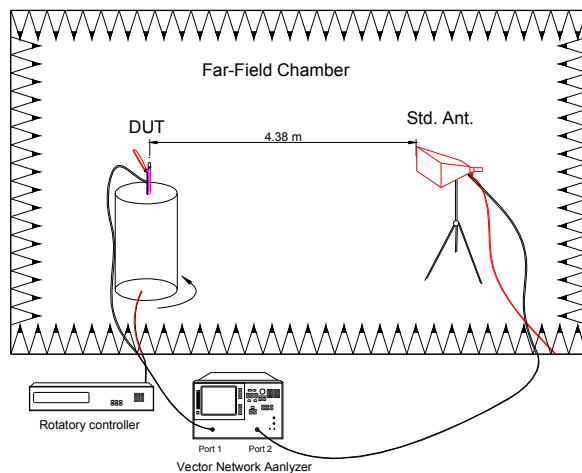 Far-Field Chamber
DUT
Std. Ant.
4.38 m
Rotatory controller
Port 1
Port 2
Vector Network Aanlyzer